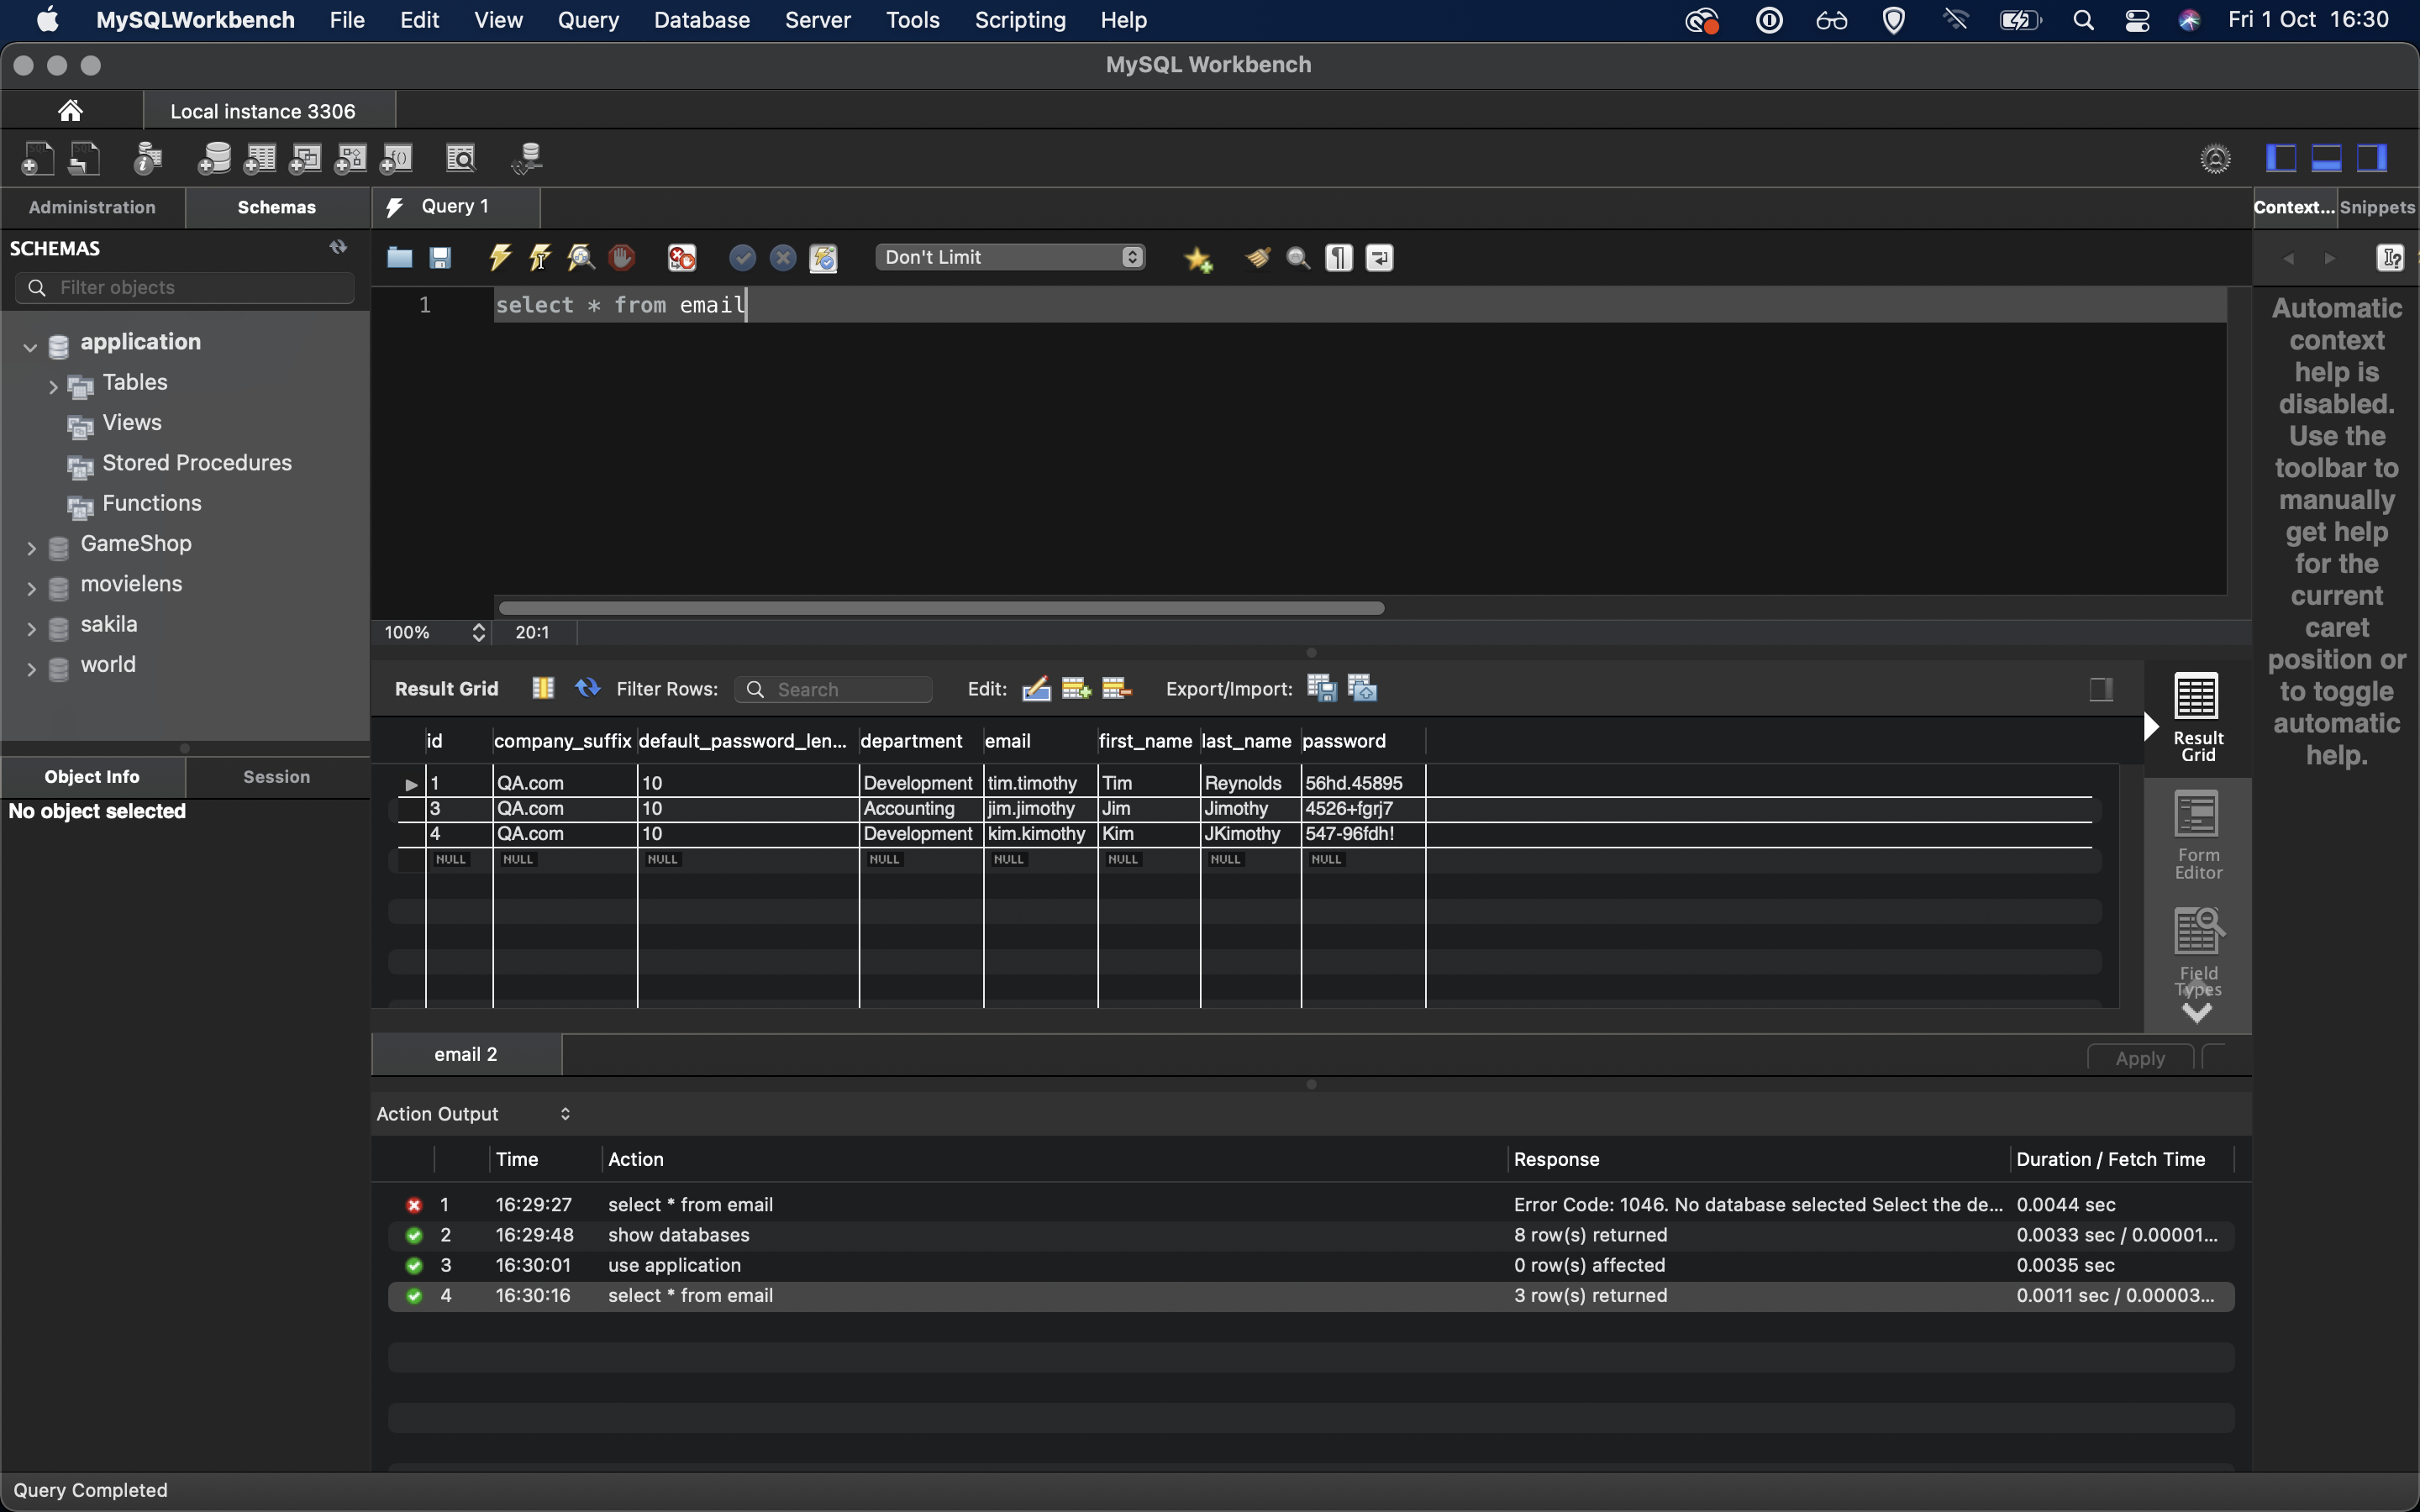 MySQLWorkbench File Edit View Query Database Server Tools Scripting Help Fri 1 Oct 16:30
MySQL Workbench
Local instance 3306
Administration Schemas Query 1 Context... Snippets
SCHEMAS
Don't Limit
Filter objects
1 select * from email
application
Tables
Views
Stored Procedures
Functions
GameShop
movielens
sakila
world
Automatic
context
help is
disabled.
Use the
toolbar to
manually
get help
for the
current
caret
position or
to toggle
automatic
help.
100% 20:1
Result Grid Filter Rows: Search Edit: Export/Import:
Result
Grid
Form
Editor
Field
Types
id company_suffix default_password_len... department email first_name last_name password
1 QA.com 10 Development tim.timothy Tim Reynolds 56hd.45895
3 QA.com 10 Accounting jim.jimothy Jim Jimothy 4526+fgrj7
4 QA.com 10 Development kim.kimothy Kim JKimothy 547-96fdh!
NULL NULL NULL NULL NULL NULL NULL NULL
Object Info Session
No object selected
email 2 Apply
Action Output
Time Action Response Duration / Fetch Time
1 16:29:27 select * from email Error Code: 1046. No database selected Select the de... 0.0044 sec
2 16:29:48 show databases 8 row(s) returned 0.0033 sec / 0.00001...
3 16:30:01 use application 0 row(s) affected 0.0035 sec
4 16:30:16 select * from email 3 row(s) returned 0.0011 sec / 0.00003...
Query Completed